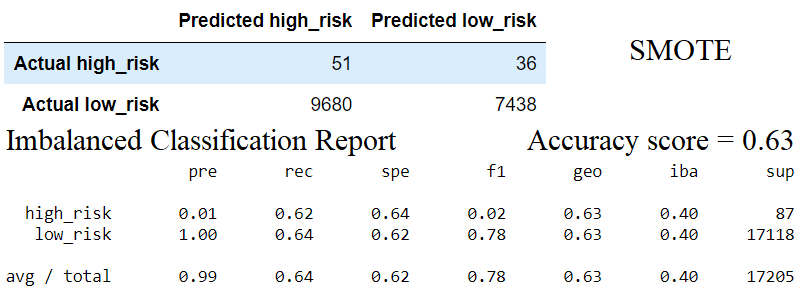 Predicted high_risk Predicted low_risk
SMOTE
Actual high_risk 51 36
Actual low_risk 9680 7438
Imbalanced Classification Report Accuracy score = 0.63
pre rec spe f1 geo iba sup
high_risk 0.01 0.62 0.64 0.02 0.63 0.40 87
low_risk 1.00 0.64 0.62 0.78 0.63 0.40 17118
avg / total 0.99 0.64 0.62 0.78 0.63 0.40 17205